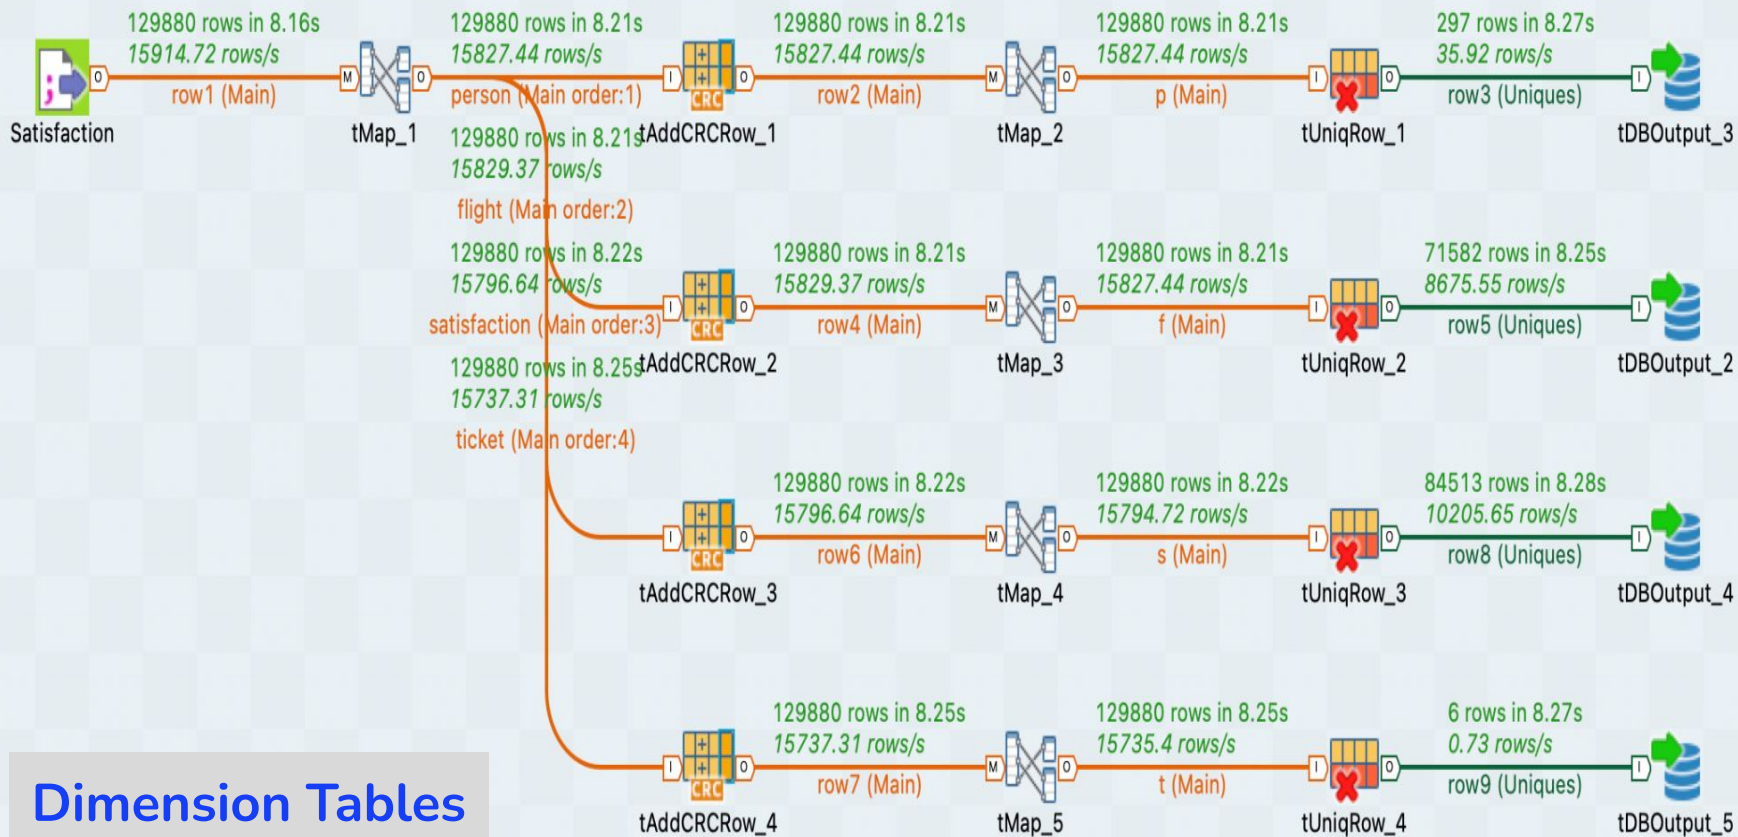 129880 rows in 8.16s
15914.72 rows/s
row1 (Main)
Satisfaction
tMap_1
129880 rows in 8.21s
15827.44 rows/s
person (Main order:1)
129880 rows in 8.21s
15829.37 rows/s
flight (Main order:2)
129880 rows in 8.22s
15796.64 rows/s
satisfaction (Main order:3)
129880 rows in 8.25s
15737.31 rows/s
ticket (Main order:4)
CRC
tAddCRCRow_1
129880 rows in 8.21s
15827.44 rows/s
row2 (Main)
tMap_2
129880 rows in 8.21s
15827.44 rows/s
p (Main)
tUniqRow_1
297 rows in 8.27s
35.92 rows/s
row3 (Uniques)
tDBOutput_3
CRC
tAddCRCRow_2
129880 rows in 8.21s
15829.37 rows/s
row4 (Main)
tMap_3
129880 rows in 8.21s
15827.44 rows/s
f (Main)
tUniqRow_2
71582 rows in 8.25s
8675.55 rows/s
row5 (Uniques)
tDBOutput_2
CRC
tAddCRCRow_3
129880 rows in 8.22s
15796.64 rows/s
row6 (Main)
tMap_4
129880 rows in 8.22s
15794.72 rows/s
s (Main)
tUniqRow_3
84513 rows in 8.28s
10205.65 rows/s
row8 (Uniques)
tDBOutput_4
CRC
tAddCRCRow_4
129880 rows in 8.25s
15737.31 rows/s
row7 (Main)
tMap_5
129880 rows in 8.25s
15735.4 rows/s
t (Main)
tUniqRow_4
6 rows in 8.27s
0.73 rows/s
row9 (Uniques)
tDBOutput_5
Dimension Tables